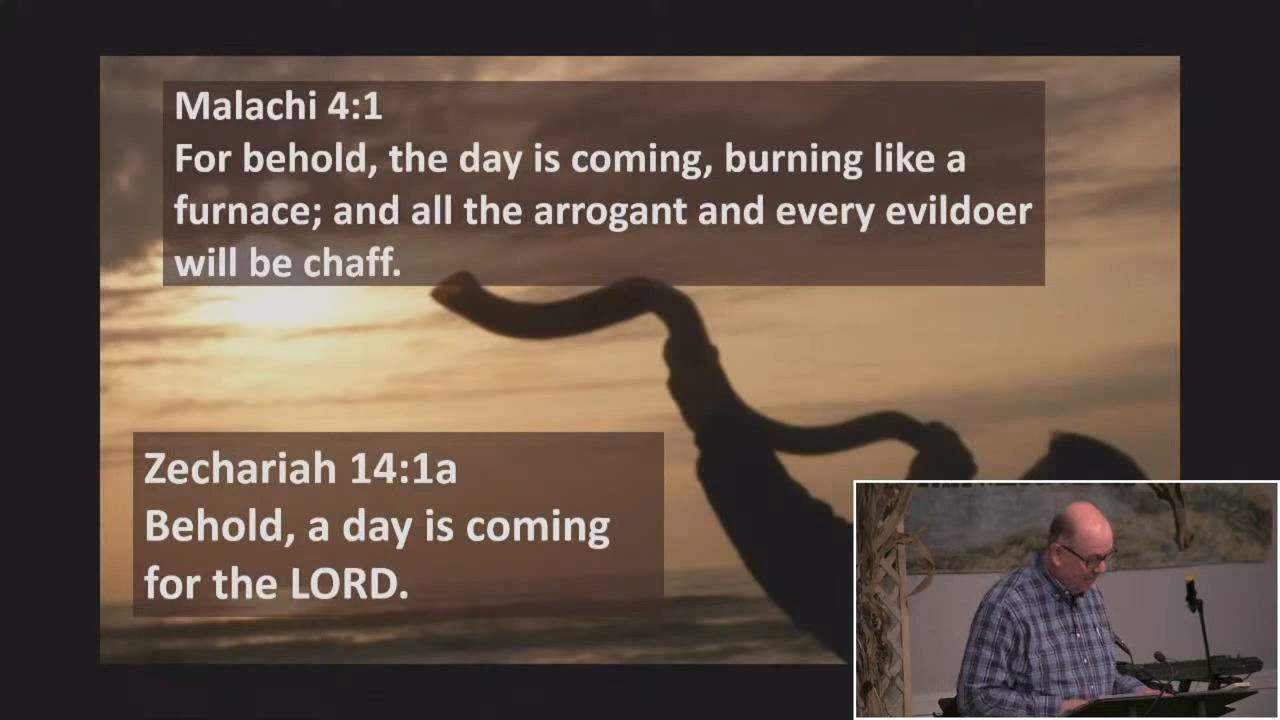 Malachi 4:1
For behold, the day is coming, burning like a
furnace; and all the arrogant and every evildoer
will be chaff.
Zechariah 14:1a
Behold, a day is coming
for the LORD.